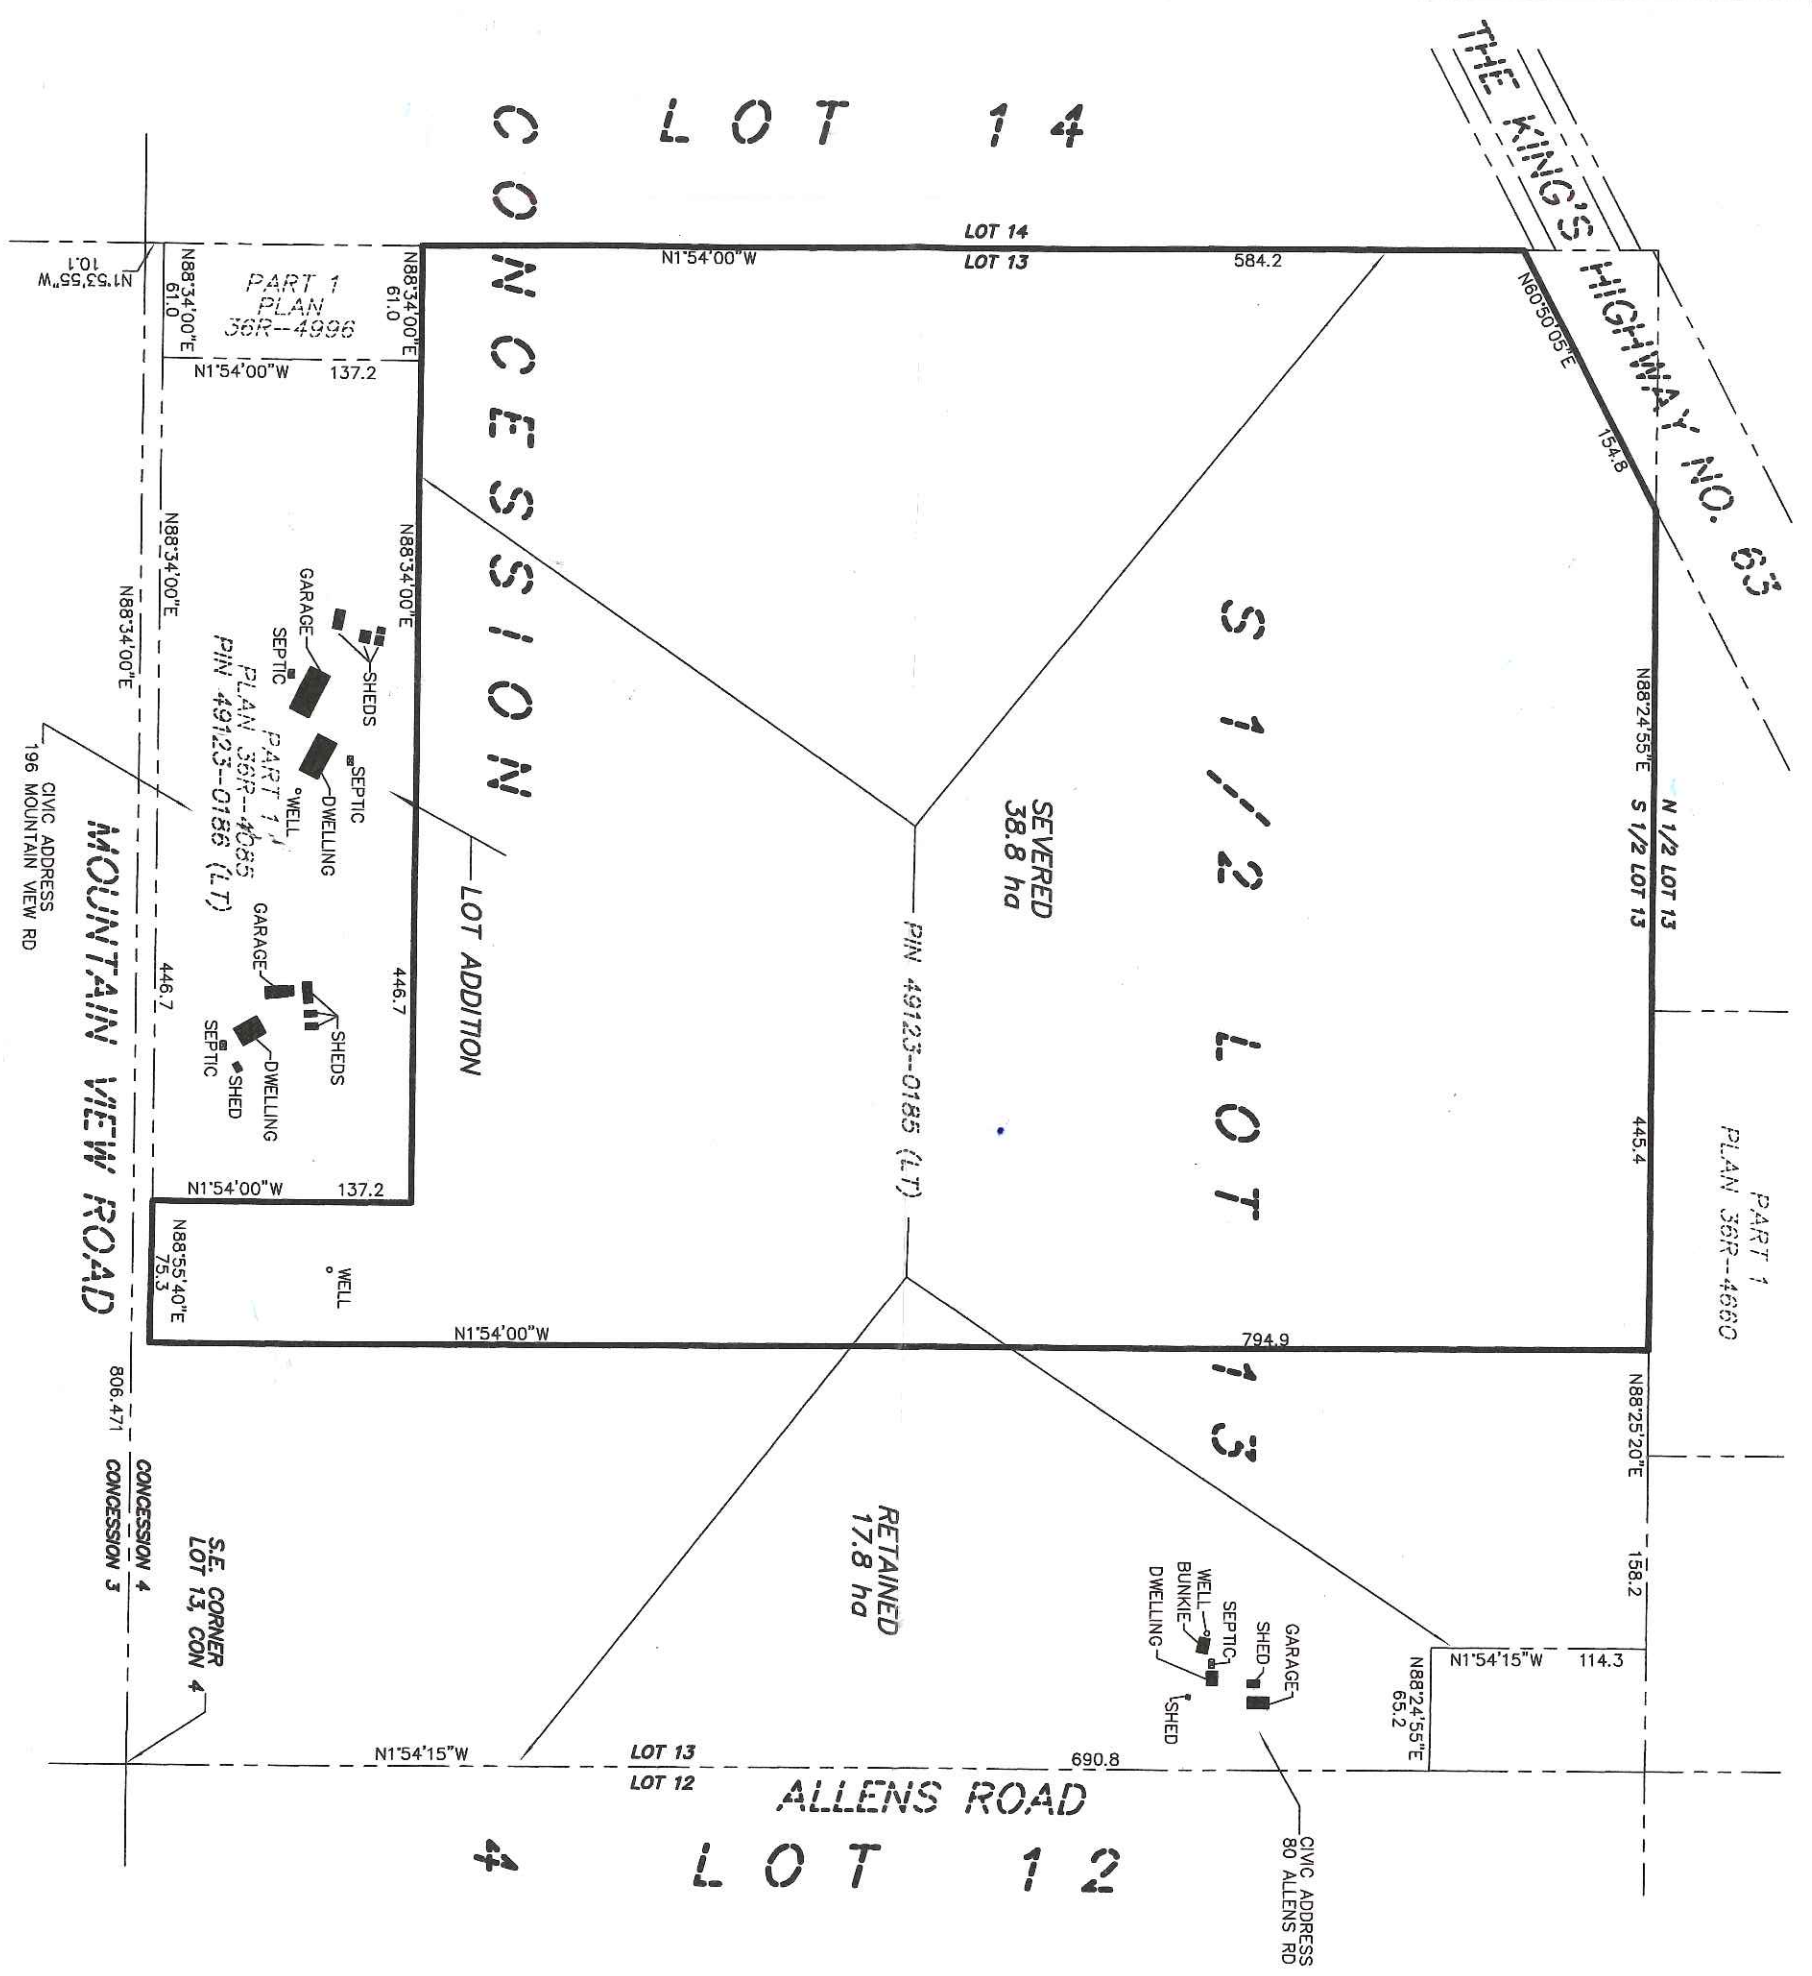 THE KING'S HIGHWAY NO. 63
LOT 14
CONCESSION
4
LOT 14
LOT 13
N1°54'00"W
584.2
N60°50'05"E
154.8
N88°24'55"E
445.4
N 1/2 LOT 13
S 1/2 LOT 13
PART 1
PLAN 36R-4660
S 1/2 LOT 13
SEVERED
38.8 ha
PIN 49123-0185 (LT)
N1°53'55"W
10.1
N88°34'00"E
61.0
PART 1
PLAN
36R-4996
N88°34'00"E
61.0
N1°54'00"W
137.2
N88°34'00"E
446.7
N88°34'00"E
446.7
N88°34'00"E
806.471
GARAGE
SEPTIC
SHEDS
SEPTIC
DWELLING
WELL
PART 1
PLAN 36R-4085
PIN 49123-0186 (LT)
GARAGE
SHEDS
DWELLING
SHED
SEPTIC
LOT ADDITION
CIVIC ADDRESS
196 MOUNTAIN VIEW RD
MOUNTAIN VIEW ROAD
N1°54'00"W
137.2
N88°55'40"E
75.3
WELL
N1°54'00"W
794.9
CONCESSION 4
CONCESSION 3
S.E. CORNER
LOT 13, CON 4
RETAINED
17.8 ha
N88°25'20"E
158.2
N1°54'15"W
114.3
N88°24'55"E
65.2
GARAGE
SHED
SEPTIC
WELL
BUNKIE
DWELLING
SHED
N1°54'15"W
690.8
LOT 13
LOT 12
ALLENS ROAD
LOT 12
CIVIC ADDRESS
80 ALLENS RD